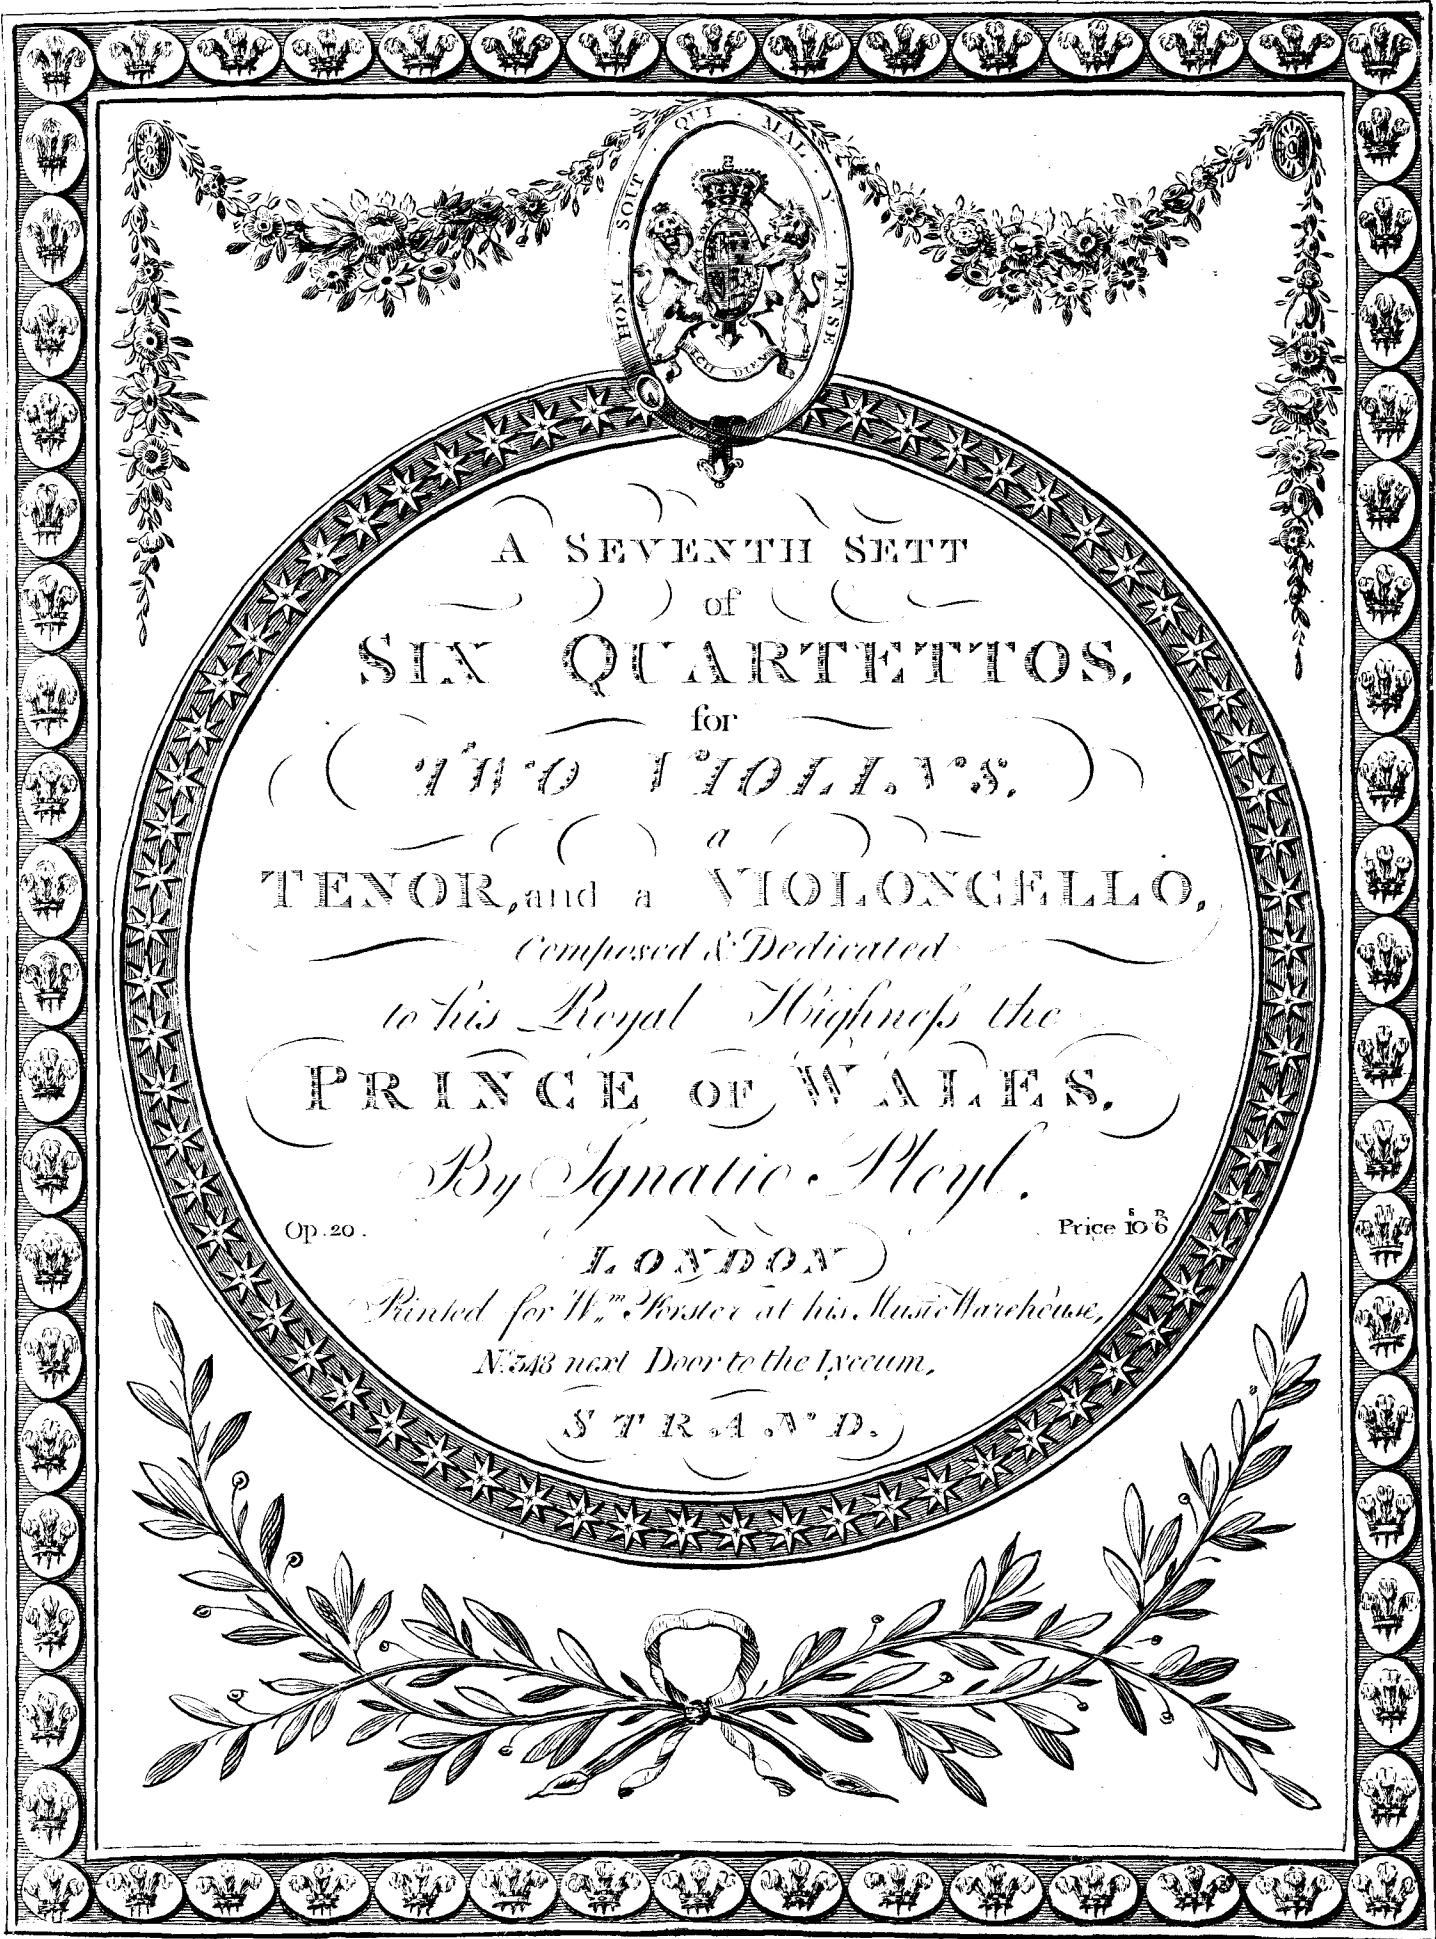 HONI · SOIT · QUI · MAL · Y · PENSE
ICH DIEN
A SEVENTH SETT
of
SIX QUARTETTOS,
for
TWO VIOLINS,
a
TENOR, and a VIOLONCELLO,
Composed & Dedicated
to his Royal Highneſs the
PRINCE OF WALES,
By Ignatio Pleyl.
Op. 20. Price 10 s 6 D
LONDON
Printed for Wm Forster at his Music Warehouse,
No 348 next Door to the Lyceum,
STRAND.